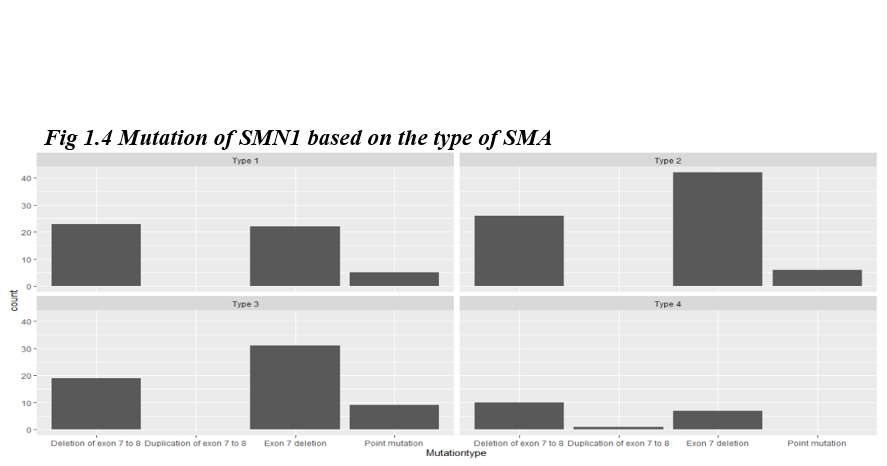 Fig 1.4 Mutation of SMN1 based on the type of SMA
Type 1 Type 2
40
30
20
10
0
count
Type 3 Type 4
40
30
20
10
0
Deletion of exon 7 to 8 Duplication of exon 7 to 8 Exon 7 deletion Point mutation Deletion of exon 7 to 8 Duplication of exon 7 to 8 Exon 7 deletion Point mutation
Mutationtype